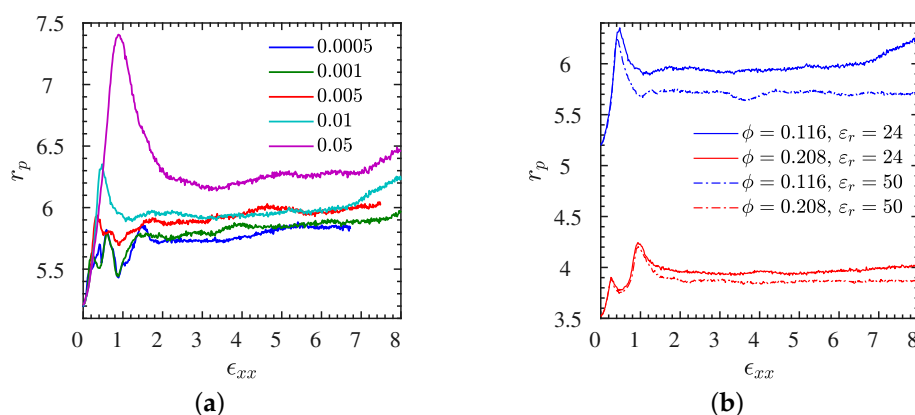 7.5
7
6.5
6
5.5
r_p
0 1 2 3 4 5 6 7 8
ϵ_xx
0.0005
0.001
0.005
0.01
0.05
(a)
6
5.5
5
4.5
4
3.5
r_p
0 1 2 3 4 5 6 7 8
ϵ_xx
ϕ = 0.116, ε_r = 24
ϕ = 0.208, ε_r = 24
ϕ = 0.116, ε_r = 50
ϕ = 0.208, ε_r = 50
(b)